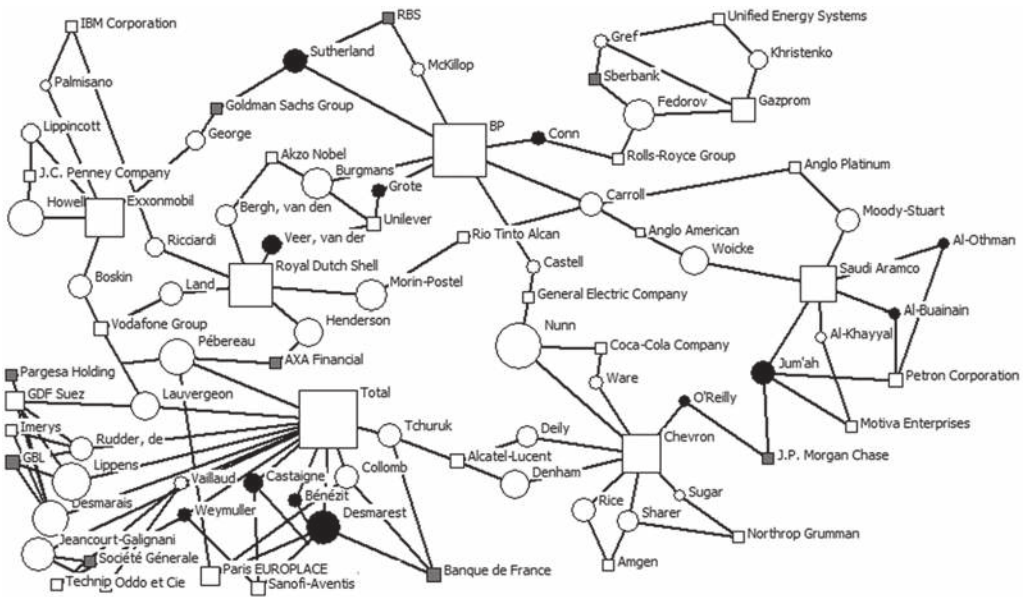 RBS
Unified Energy Systems
IBM Corporation
Gref
Sutherland
Khristenko
McKillop
Sberbank
Palmisano
Fedorov
Gazprom
Goldman Sachs Group
BP
Lippincott
George
Conn
Rolls-Royce Group
Akzo Nobel
Anglo Platinum
J.C. Penney Company
Burgmans
Grote
Howell
Exxonmobil
Carroll
Bergh, van den
Unilever
Moody-Stuart
Ricciardi
Veer, van der
Rio Tinto Alcan
Anglo American
Al-Othman
Woicke
Royal Dutch Shell
Castell
Saudi Aramco
Boskin
Land
Morin-Postel
General Electric Company
Al-Buainain
Henderson
Vodafone Group
Nunn
Al-Khayyal
Pébereau
Coca-Cola Company
AXA Financial
Jum'ah
Pargesa Holding
Ware
Petron Corporation
GDF Suez
Lauvergeon
Total
O'Reilly
Imerys
Tchuruk
Motiva Enterprises
Rudder, de
Deily
Chevron
GBL
Lippens
Collomb
Alcatel-Lucent
J.P. Morgan Chase
Vaillaud
Castaigne
Denham
Desmarais
Bénézit
Sugar
Weymuller
Desmarest
Rice
Sharer
Jeancourt-Galignani
Northrop Grumman
Société Génerale
Paris EUROPLACE
Banque de France
Amgen
Technip
Oddo et Cie
Sanofi-Aventis